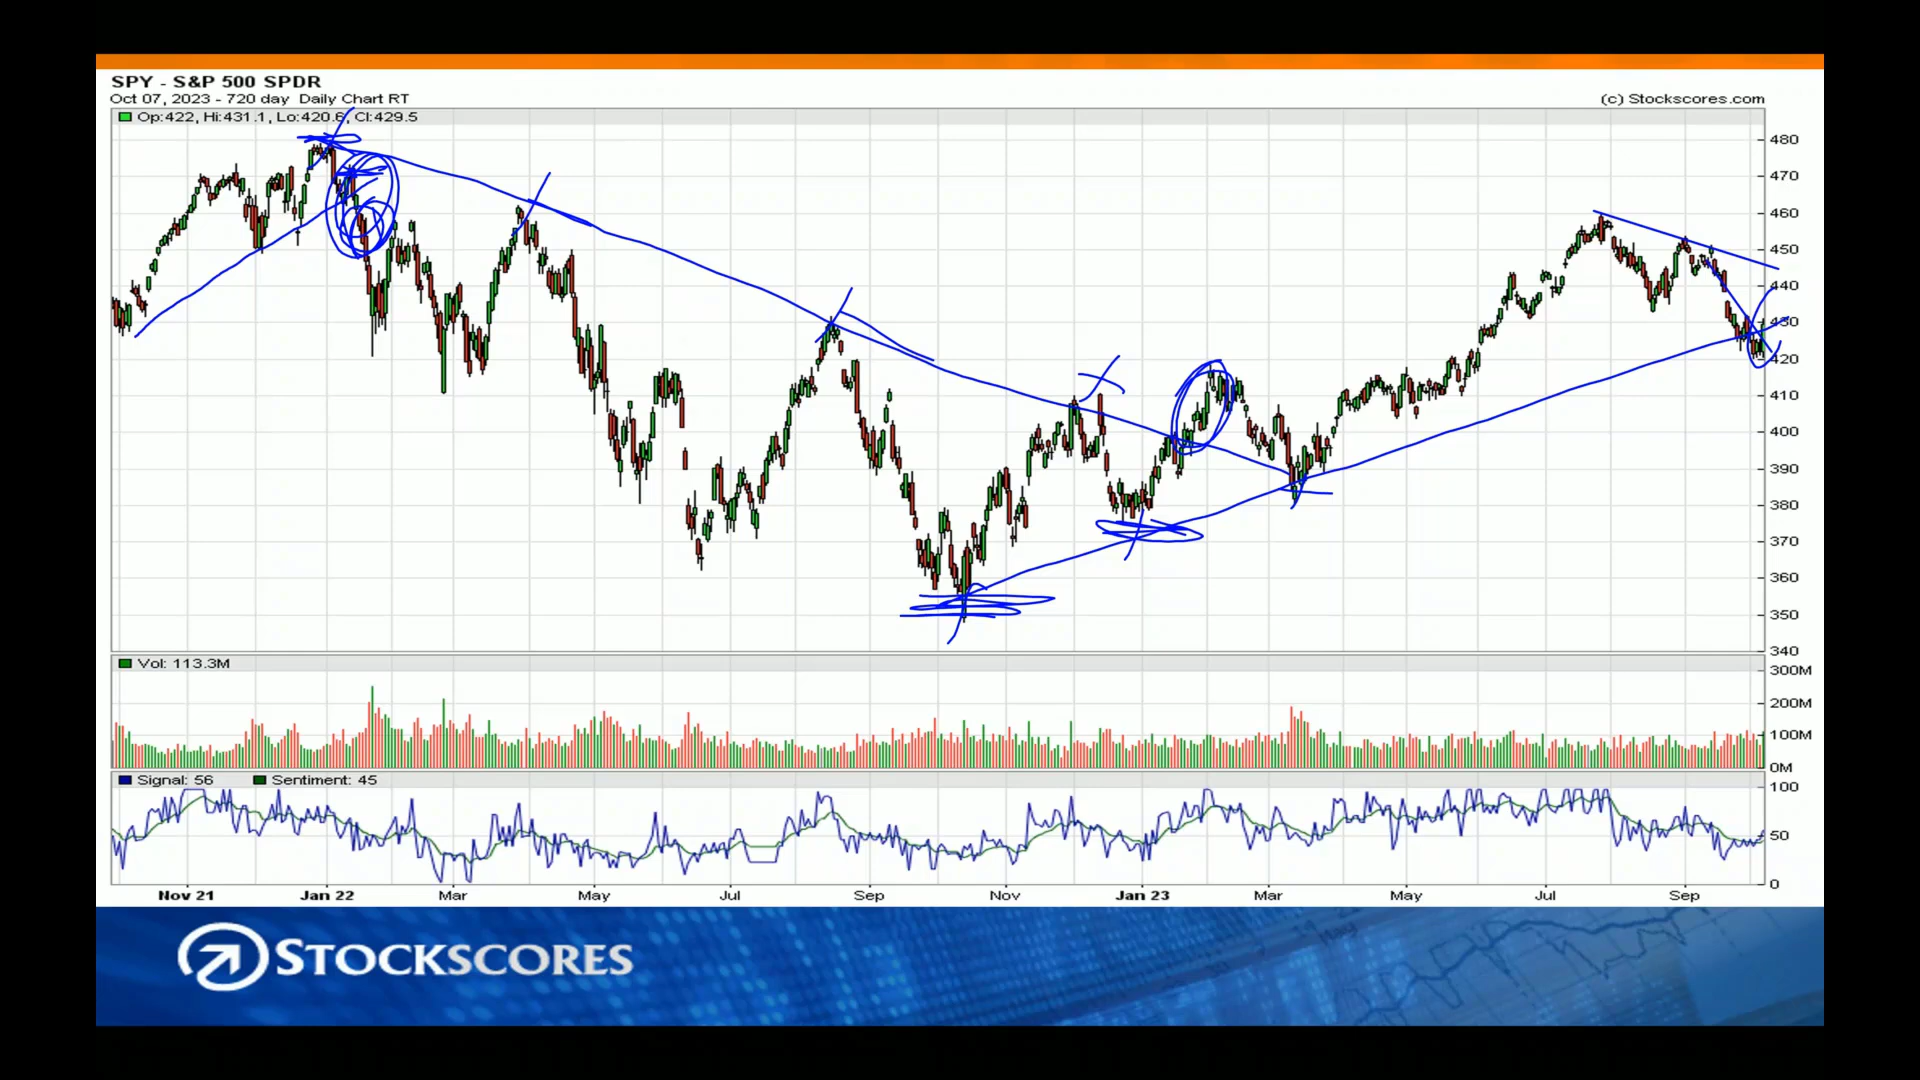 SPY - S&P 500 SPDR
Oct 07, 2023 - 720 day Daily Chart RT
(c) Stockscores.com
Op:422, Hi:431.1, Lo:420.6, Cl:429.5
480
470
460
450
440
430
420
410
400
390
380
370
360
350
340
Vol: 113.3M
300M
200M
100M
0M
Signal: 56 Sentiment: 45
100
50
0
Nov 21 Jan 22 Mar May Jul Sep Nov Jan 23 Mar May Jul Sep
STOCKSCORES